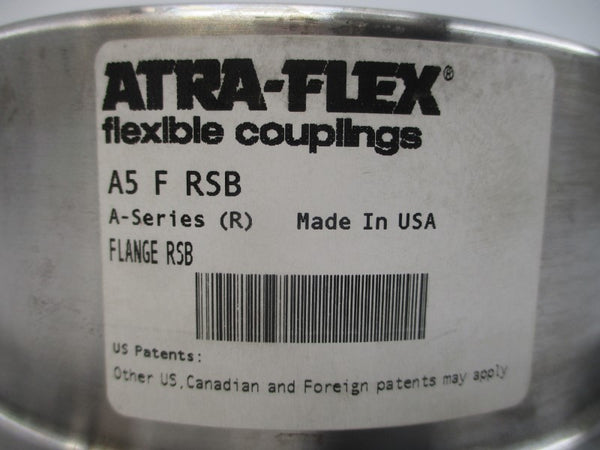 ATRA-FLEX®
flexible couplings
A5 F RSB
A-Series (R) Made In USA
FLANGE RSB
US Patents:
Other US, Canadian and Foreign patents may apply